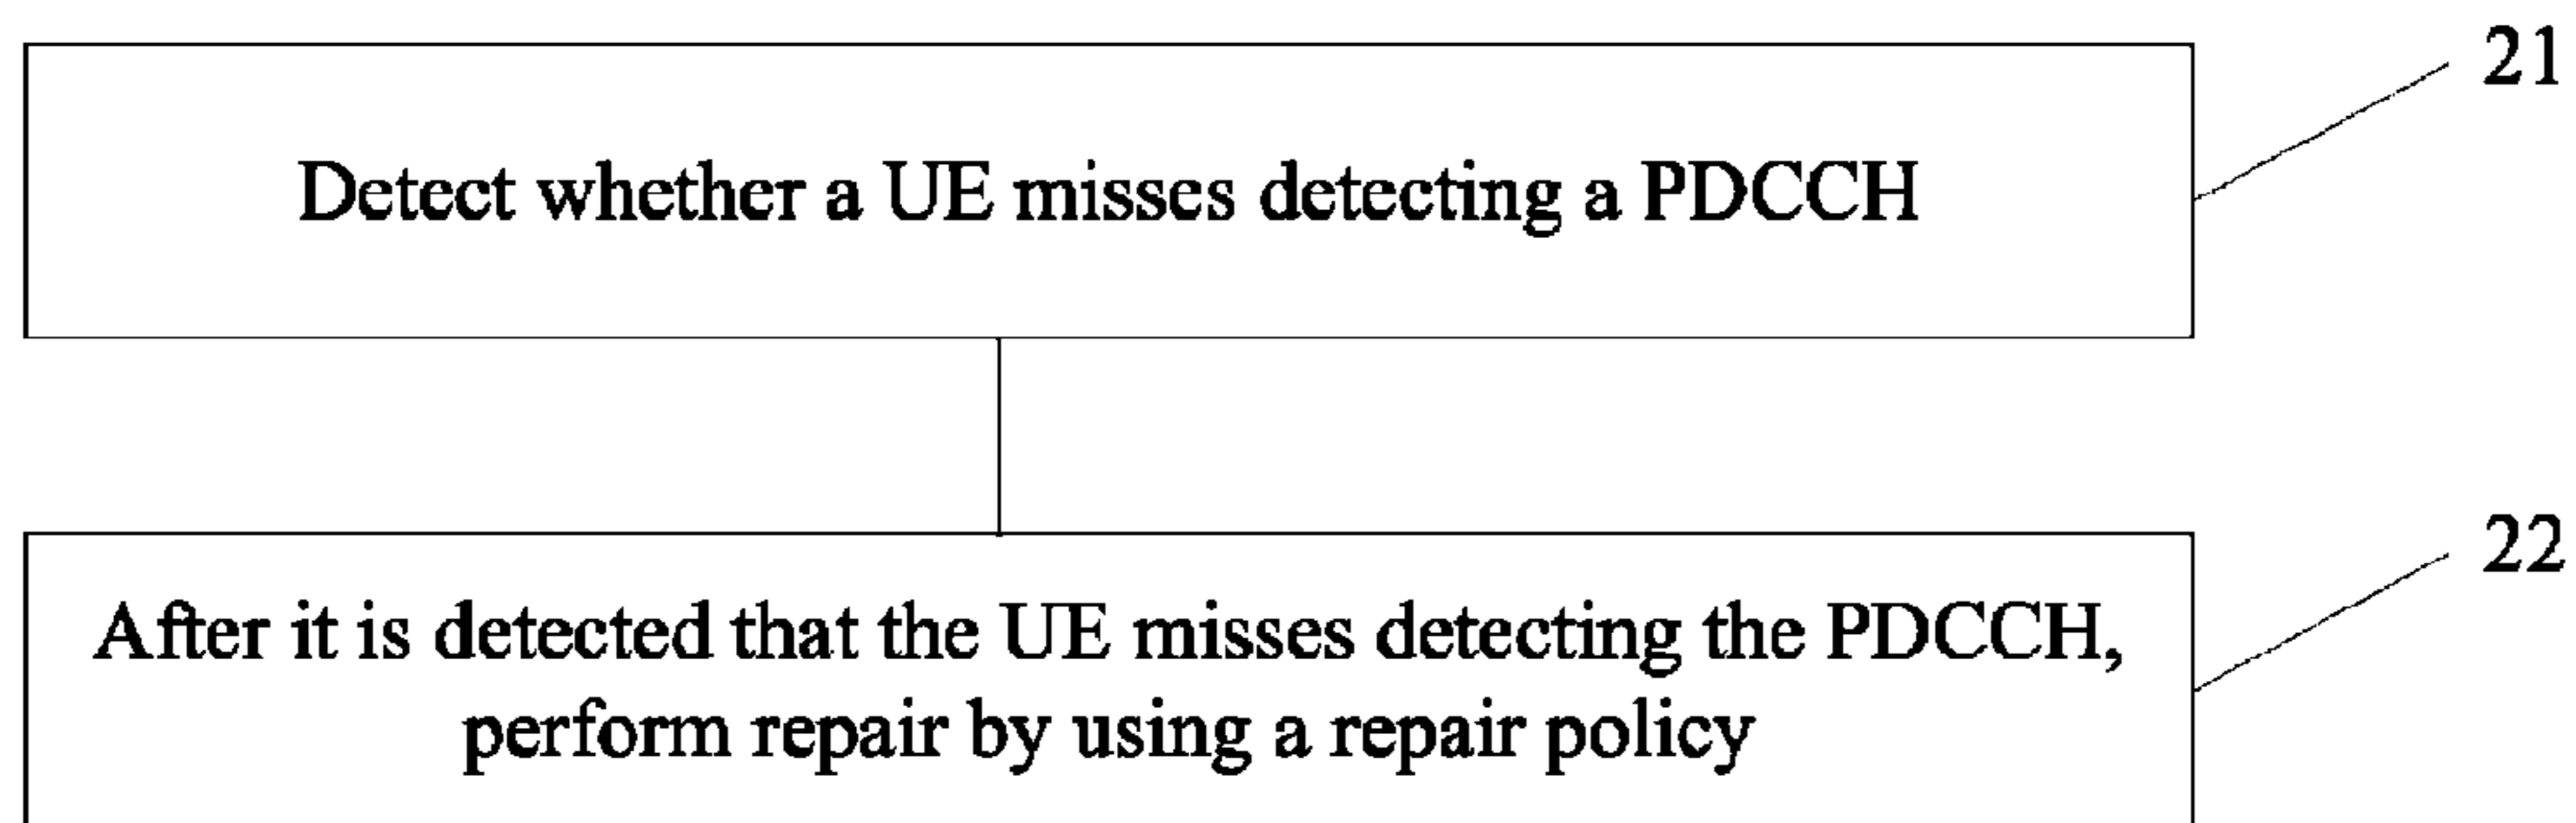 21
Detect whether a UE misses detecting a PDCCH
22
After it is detected that the UE misses detecting the PDCCH,
perform repair by using a repair policy